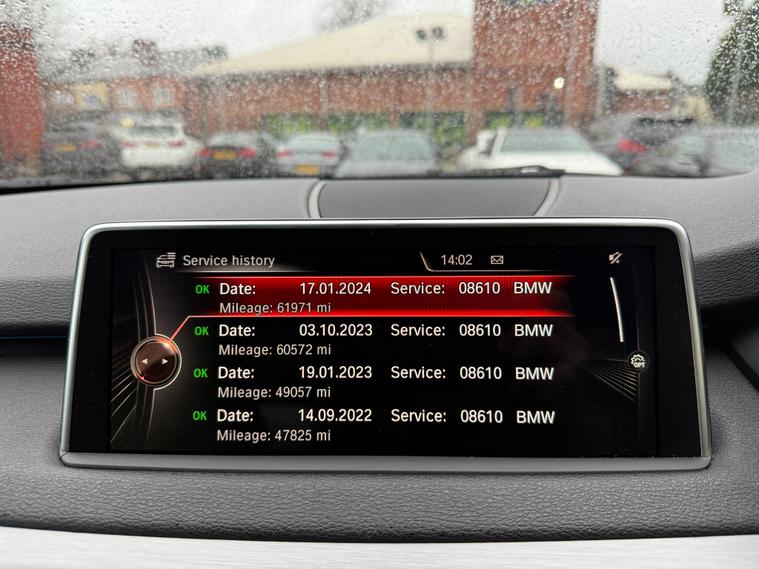 Service history 14:02
OK Date: 17.01.2024 Service: 08610 BMW
Mileage: 61971 mi
OK Date: 03.10.2023 Service: 08610 BMW
Mileage: 60572 mi
OK Date: 19.01.2023 Service: 08610 BMW
Mileage: 49057 mi
OK Date: 14.09.2022 Service: 08610 BMW
Mileage: 47825 mi
OPT